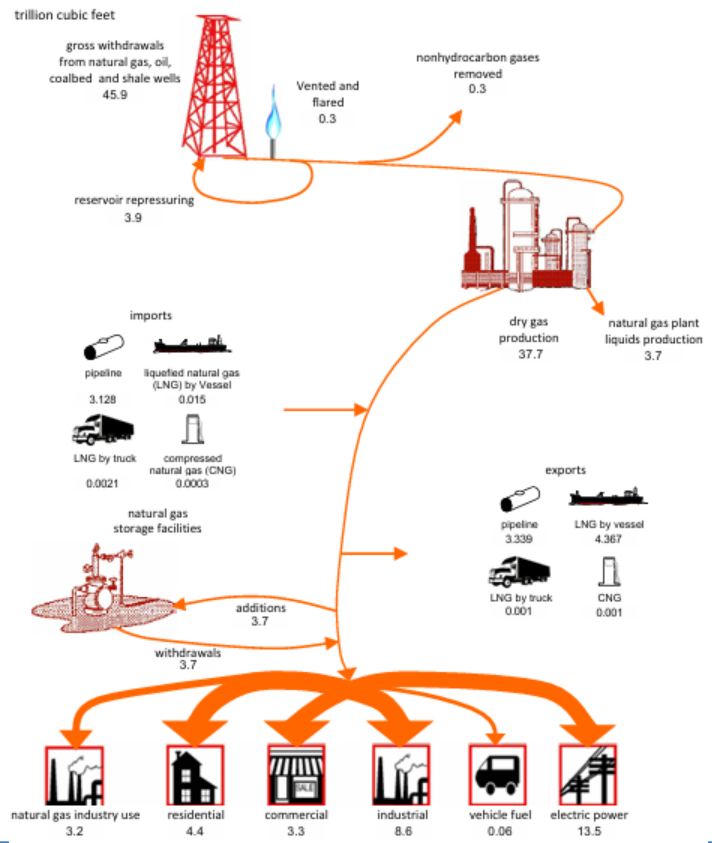 trillion cubic feet
gross withdrawals
from natural gas, oil,
coalbed and shale wells
45.9
Vented and
flared
0.3
nonhydrocarbon gases
removed
0.3
reservoir repressuring
3.9
dry gas
production
37.7
natural gas plant
liquids production
3.7
imports
pipeline
3.128
liquefied natural gas
(LNG) by Vessel
0.015
LNG by truck
0.0021
compressed
natural gas (CNG)
0.0003
exports
pipeline
3.339
LNG by vessel
4.367
LNG by truck
0.001
CNG
0.001
natural gas
storage facilities
additions
3.7
withdrawals
3.7
SALE
natural gas industry use
3.2
residential
4.4
commercial
3.3
industrial
8.6
vehicle fuel
0.06
electric power
13.5